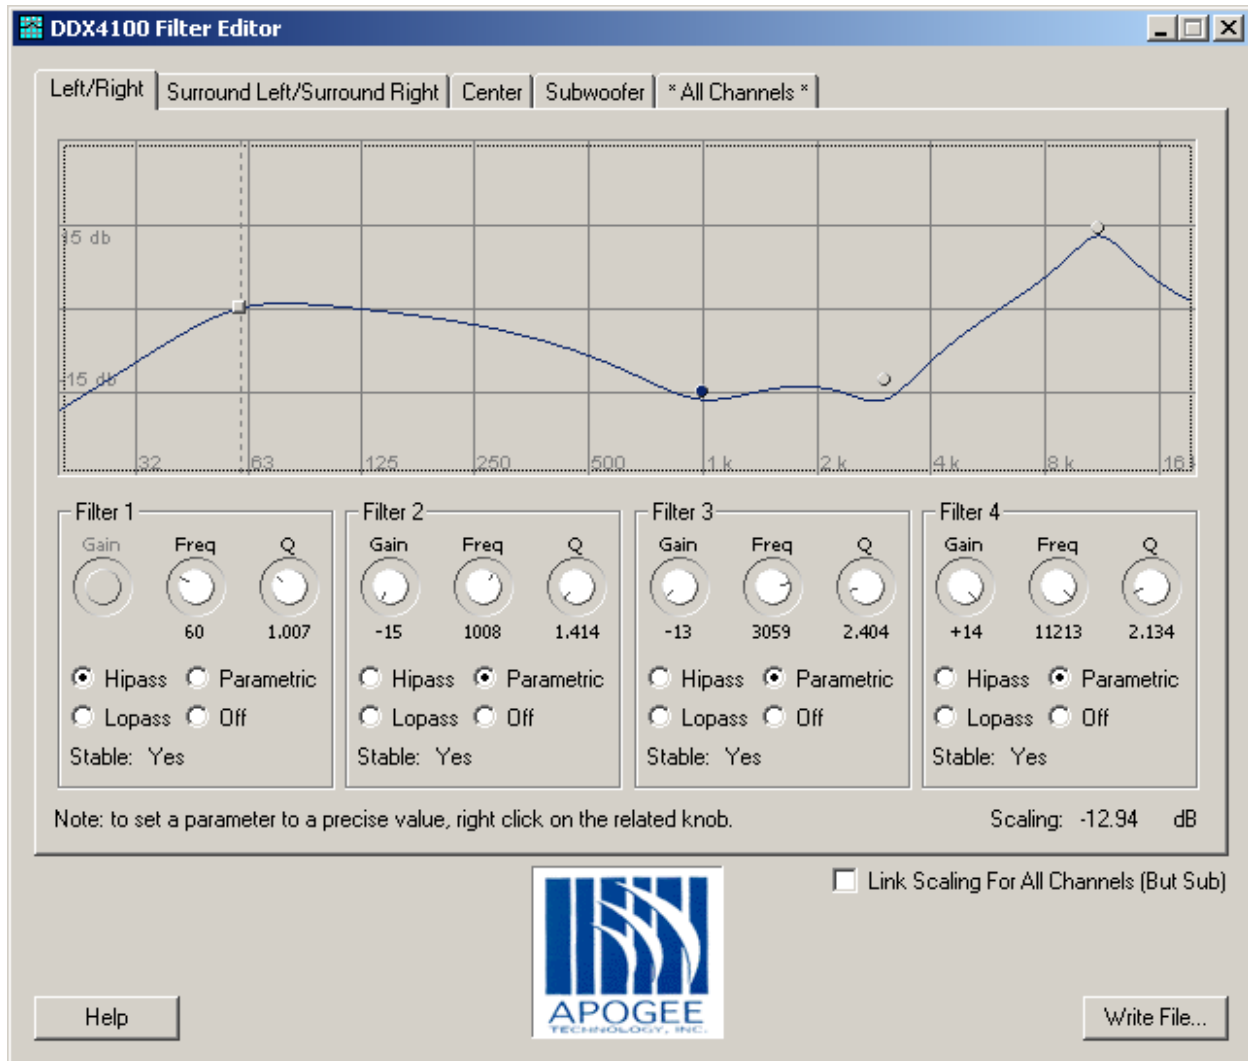 DDX4100 Filter Editor
Left/Right Surround Left/Surround Right Center Subwoofer * All Channels *
15 db
-15 db
32 63 125 250 500 1 k 2 k 4 k 8 k 16
Filter 1 Filter 2 Filter 3 Filter 4
Gain Freq Q Gain Freq Q Gain Freq Q Gain Freq Q
60 1.007 -15 1008 1.414 -13 3059 2.404 +14 11213 2.134
Hipass Parametric Hipass Parametric Hipass Parametric Hipass Parametric
Lopass Off Lopass Off Lopass Off Lopass Off
Stable: Yes Stable: Yes Stable: Yes Stable: Yes
Note: to set a parameter to a precise value, right click on the related knob. Scaling: -12.94 dB
Link Scaling For All Channels (But Sub)
APOGEE
TECHNOLOGY, INC.
Help Write File...